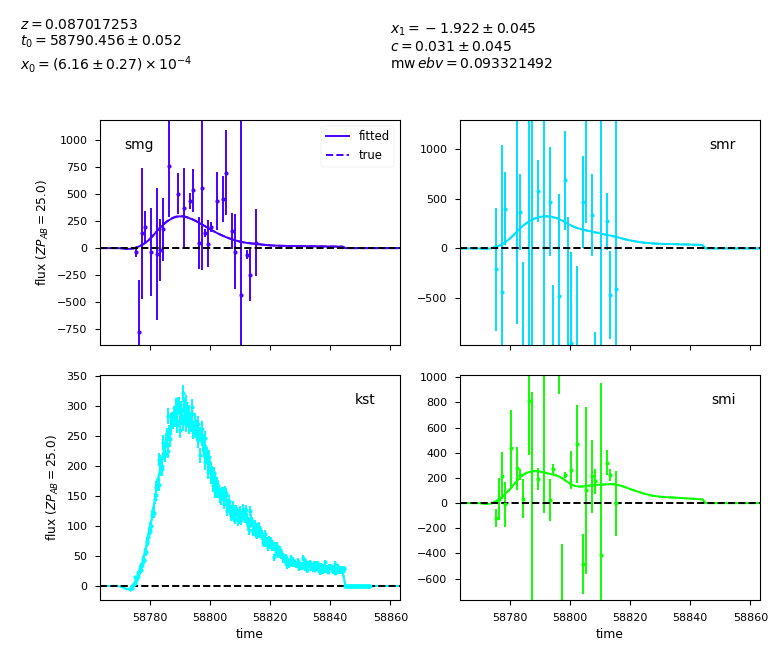 z = 0.087017253
t₀ = 58790.456 ± 0.052
x₀ = (6.16 ± 0.27) × 10⁻⁴
x₁ = −1.922 ± 0.045
c = 0.031 ± 0.045
mw ebv = 0.093321492
smg
fitted
true
1000
750
500
250
0
−250
−500
−750
flux (ZP_AB = 25.0)
smr
1000
500
0
−500
kst
350
300
250
200
150
100
50
0
flux (ZP_AB = 25.0)
58780 58800 58820 58840 58860
time
smi
1000
800
600
400
200
0
−200
−400
−600
58780 58800 58820 58840 58860
time